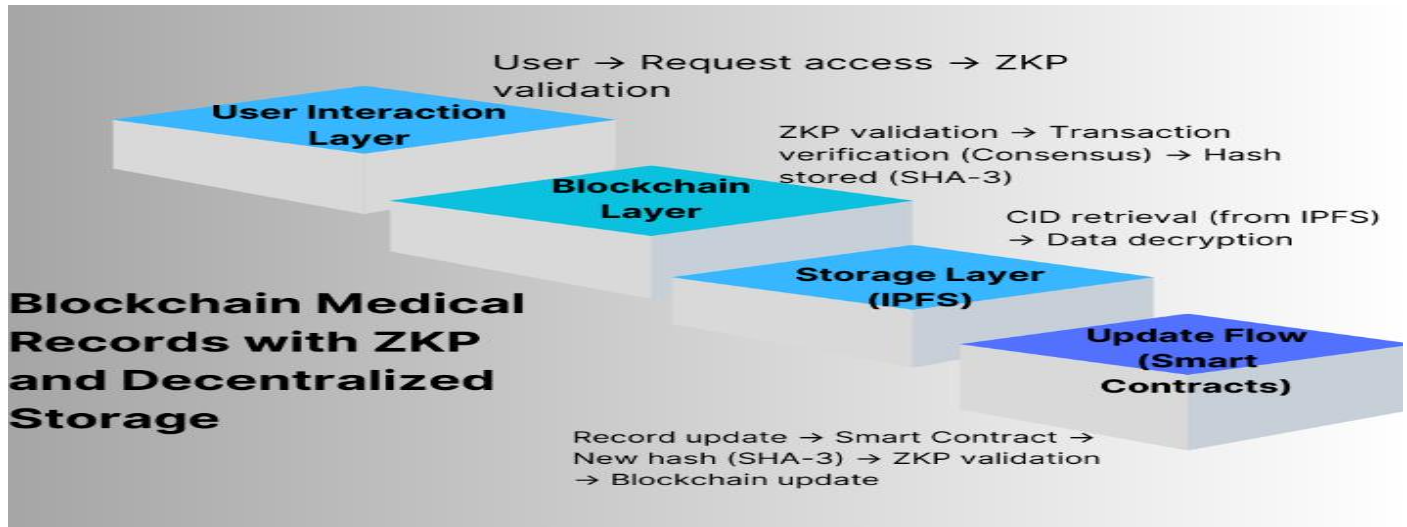 User → Request access → ZKP
validation
User Interaction
Layer
ZKP validation → Transaction
verification (Consensus) → Hash
stored (SHA-3)
Blockchain
Layer
CID retrieval (from IPFS)
→ Data decryption
Storage Layer
(IPFS)
Blockchain Medical
Records with ZKP
and Decentralized
Storage
Update Flow
(Smart
Contracts)
Record update → Smart Contract →
New hash (SHA-3) → ZKP validation
→ Blockchain update